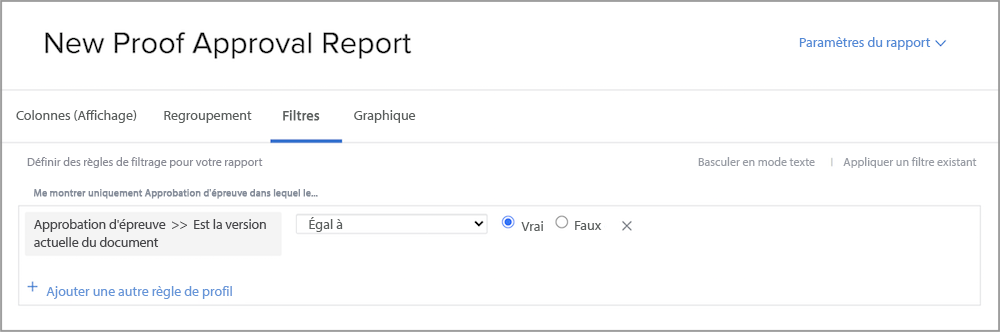 New Proof Approval Report
Paramètres du rapport
Colonnes (Affichage) Regroupement Filtres Graphique
Définir des règles de filtrage pour votre rapport
Basculer en mode texte | Appliquer un filtre existant
Me montrer uniquement Approbation d'épreuve dans lequel le...
Approbation d'épreuve >> Est la version
actuelle du document
Égal à
Vrai Faux
+ Ajouter une autre règle de profil